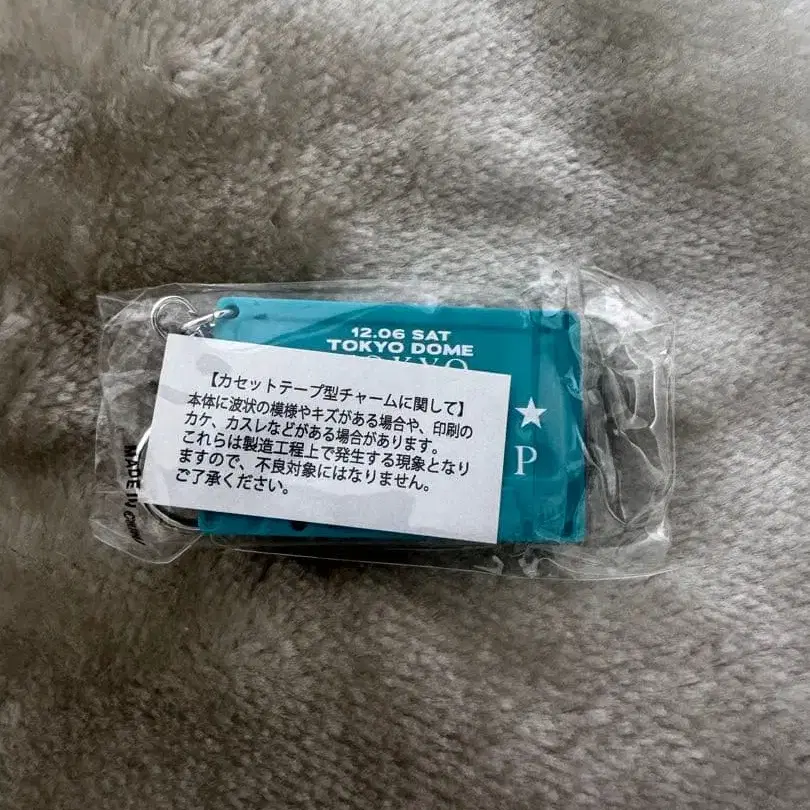 12.06 SAT
TOKYO DOME
【カセットテープ型チャームに関して】
本体に波状の模様やキズがある場合や、印刷の
カケ、カスレなどがある場合があります。
これらは製造工程上で発生する現象となり
ますので、不良対象にはなりません。
ご了承ください。
P
MADE IN CHINA